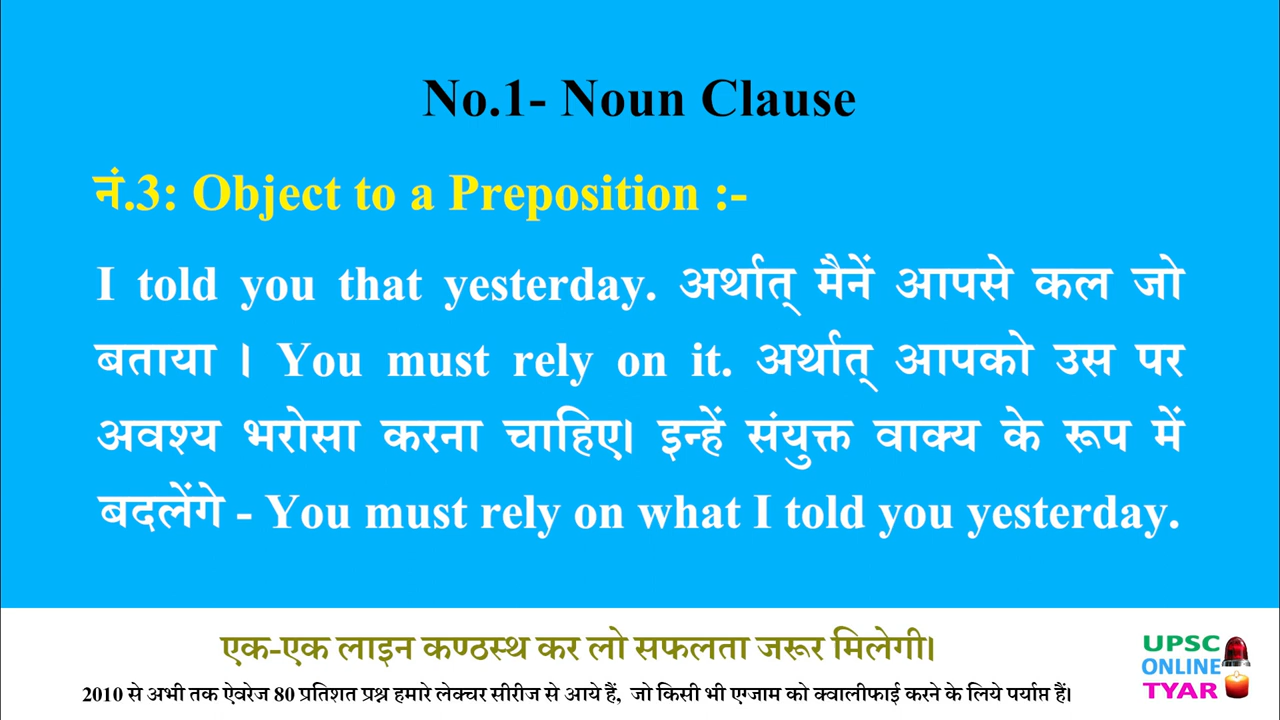 No.1- Noun Clause
नं.3: Object to a Preposition :-
I told you that yesterday. अर्थात् मैनें आपसे कल जो
बताया । You must rely on it. अर्थात् आपको उस पर
अवश्य भरोसा करना चाहिए। इन्हें संयुक्त वाक्य के रूप में
बदलेंगे - You must rely on what I told you yesterday.
एक-एक लाइन कण्ठस्थ कर लो सफलता जरूर मिलेगी।
2010 से अभी तक ऐवरेज 80 प्रतिशत प्रश्न हमारे लेक्चर सीरीज से आये हैं, जो किसी भी एग्जाम को क्वालीफाई करने के लिये पर्याप्त हैं।
UPSC
ONLINE
TYAR